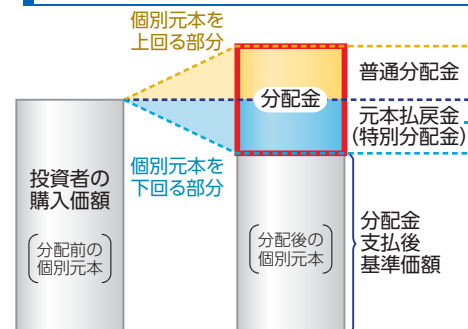 個別元本を
上回る部分
普通分配金
分配金
元本払戻金
(特別分配金)
個別元本を
下回る部分
投資者の
購入価額
分配前の
個別元本
分配後の
個別元本
分配金
支払後
基準価額